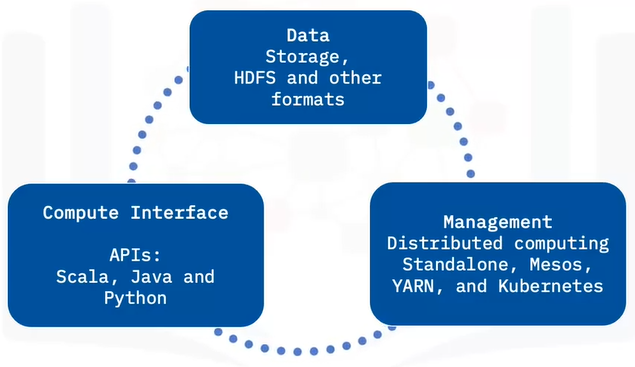 Data
Storage,
HDFS and other
formats
Compute Interface
APIs:
Scala, Java and
Python
Management
Distributed computing
Standalone, Mesos,
YARN, and Kubernetes